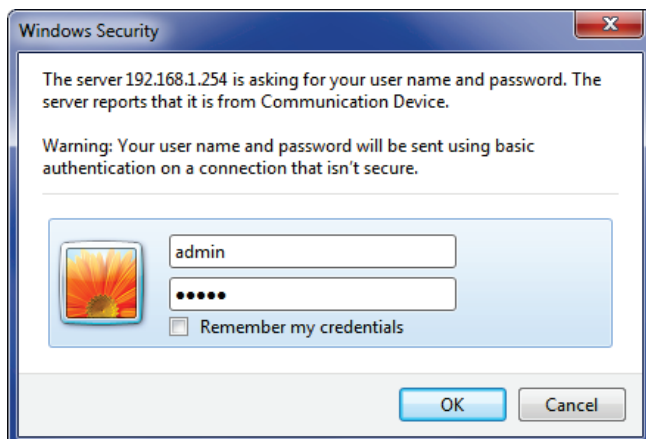 Windows Security
The server 192.168.1.254 is asking for your user name and password. The
server reports that it is from Communication Device.
Warning: Your user name and password will be sent using basic
authentication on a connection that isn't secure.
admin
•••••
Remember my credentials
OK
Cancel